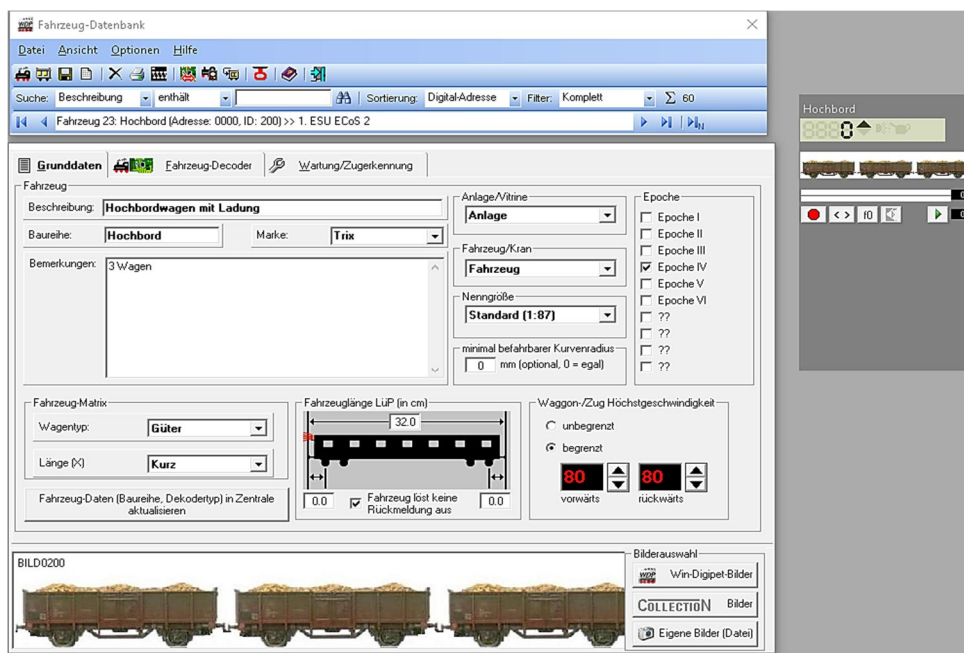 WDP Fahrzeug-Datenbank
Datei Ansicht Optionen Hilfe
Suche: Beschreibung enthält Sortierung: Digital-Adresse Filter: Komplett Σ 60
Fahrzeug 23: Hochbord (Adresse: 0000, ID: 200) >> 1. ESU ECoS 2
Grunddaten Fahrzeug-Decoder Wartung/Zugerkennung
Fahrzeug
Beschreibung: Hochbordwagen mit Ladung
Baureihe: Hochbord Marke: Trix
Bemerkungen: 3 Wagen
Anlage/Vitrine
Anlage
Fahrzeug/Kran
Fahrzeug
Nenngröße
Standard (1:87)
minimal befahrbarer Kurvenradius
0 mm (optional, 0 = egal)
Epoche
Epoche I
Epoche II
Epoche III
Epoche IV
Epoche V
Epoche VI
??
??
??
??
Fahrzeug-Matrix
Wagentyp: Güter
Länge (X) Kurz
Fahrzeug-Daten (Baureihe, Dekodertyp) in Zentrale
aktualisieren
Fahrzeuglänge LüP (in cm)
32.0
0.0 Fahrzeug löst keine
Rückmeldung aus 0.0
Waggon-/Zug Höchstgeschwindigkeit
unbegrenzt
begrenzt
80 80
vorwärts rückwärts
BILD0200
Bilderauswahl
WDP Win-Digipet-Bilder
COLLECTION Bilder
Eigene Bilder (Datei)
Hochbord
0
< > f0